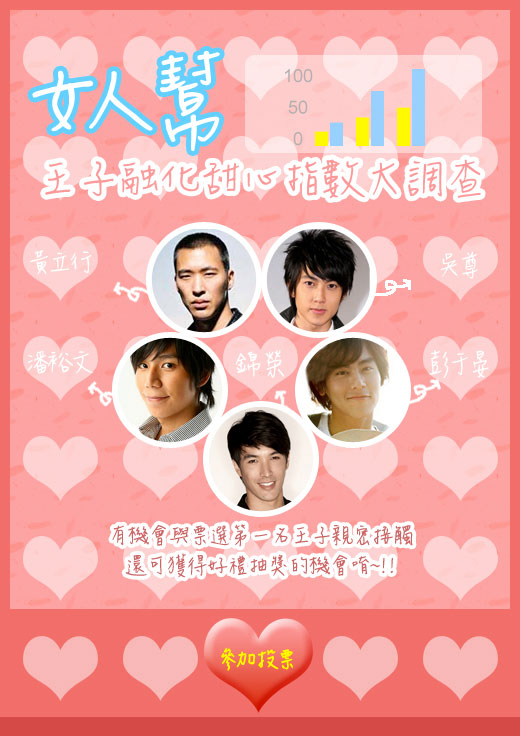 女人幫
100
50
0
王子融化甜心指數大調查
黃立行
吳尊
潘裕文
錦榮
彭于晏
有機會與票選第一名王子親密接觸
還可獲得好禮抽獎的機會唷~!!
參加投票